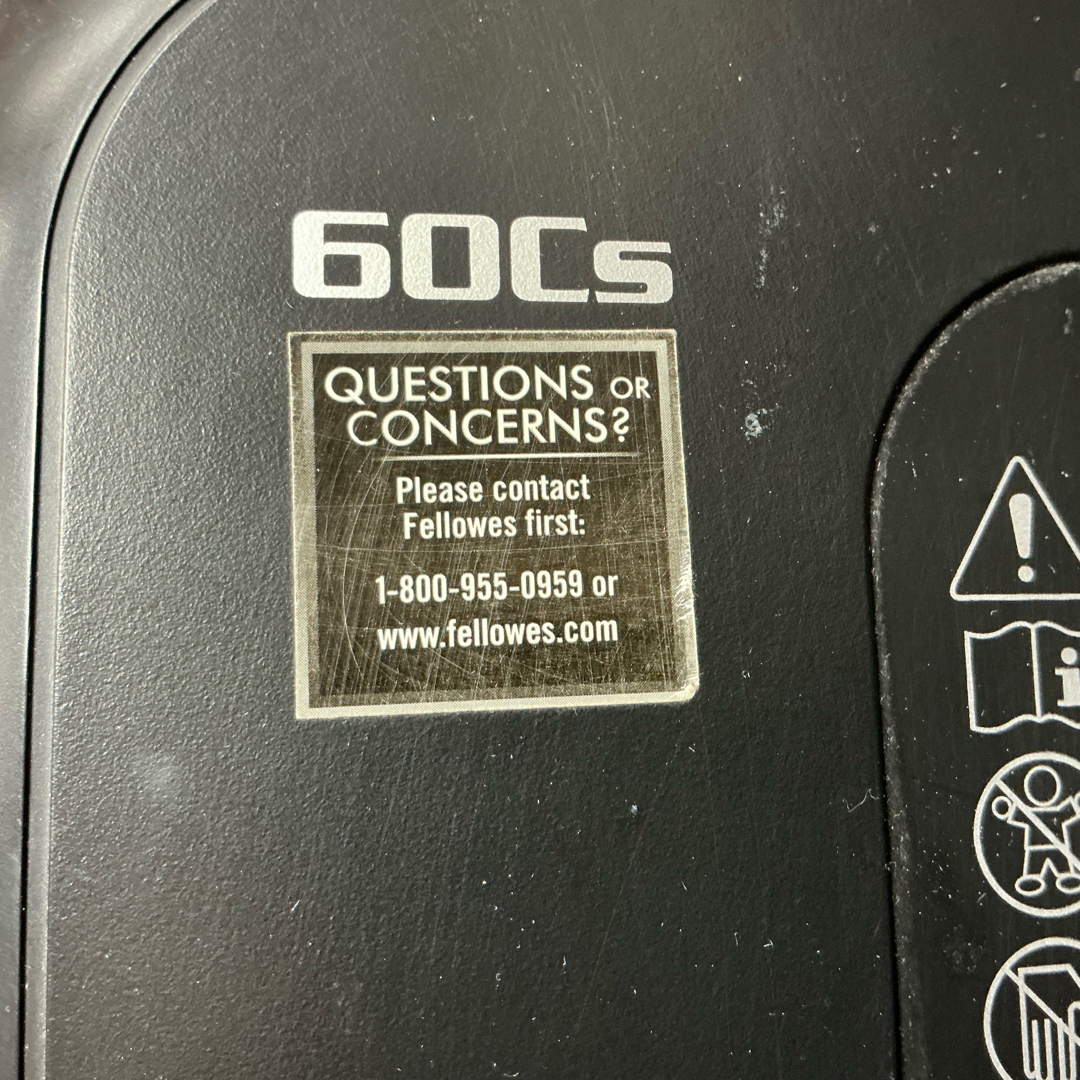 60Cs
QUESTIONS OR
CONCERNS?
Please contact
Fellowes first:
1-800-955-0959 or
www.fellowes.com
i